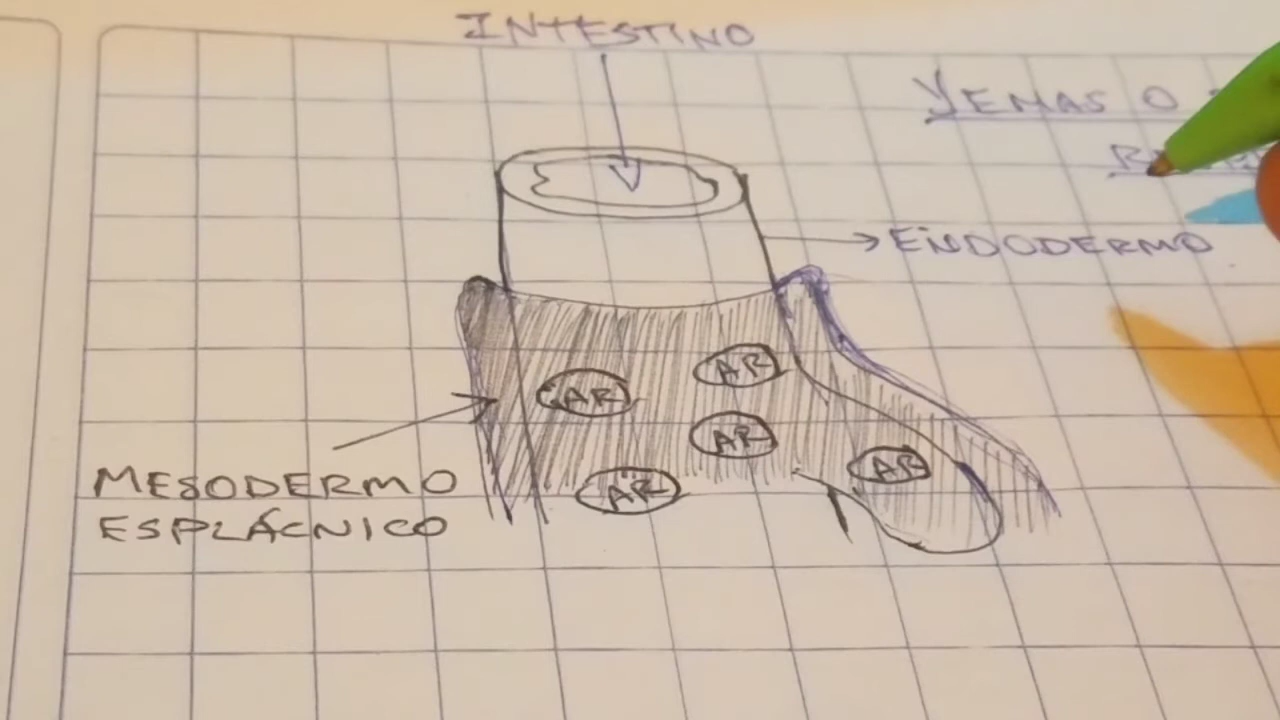 INTESTINO
YEMAS O
ENDODERMO
AR
AR
AR
AR
AR
MESODERMO
ESPLÁCNICO